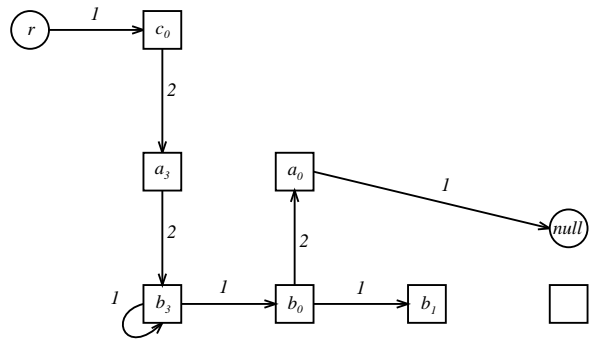 r 1 c₀
2
a₃ a₀ 1
2 2 null
1 b₃ 1 b₀ 1 b₁